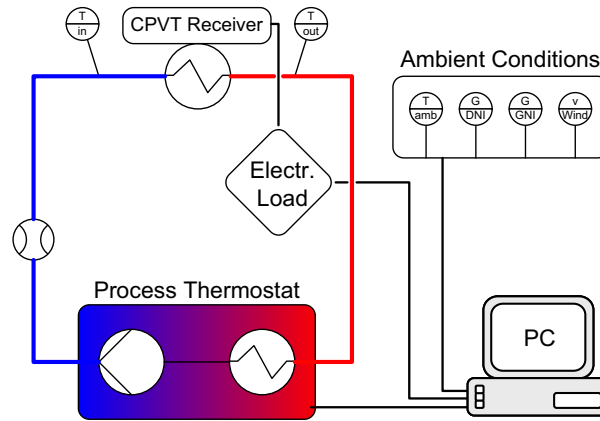 T
in
CPVT Receiver
T
out
Ambient Conditions
T
amb
G
DNI
G
GNI
v
Wind
Electr.
Load
Process Thermostat
PC